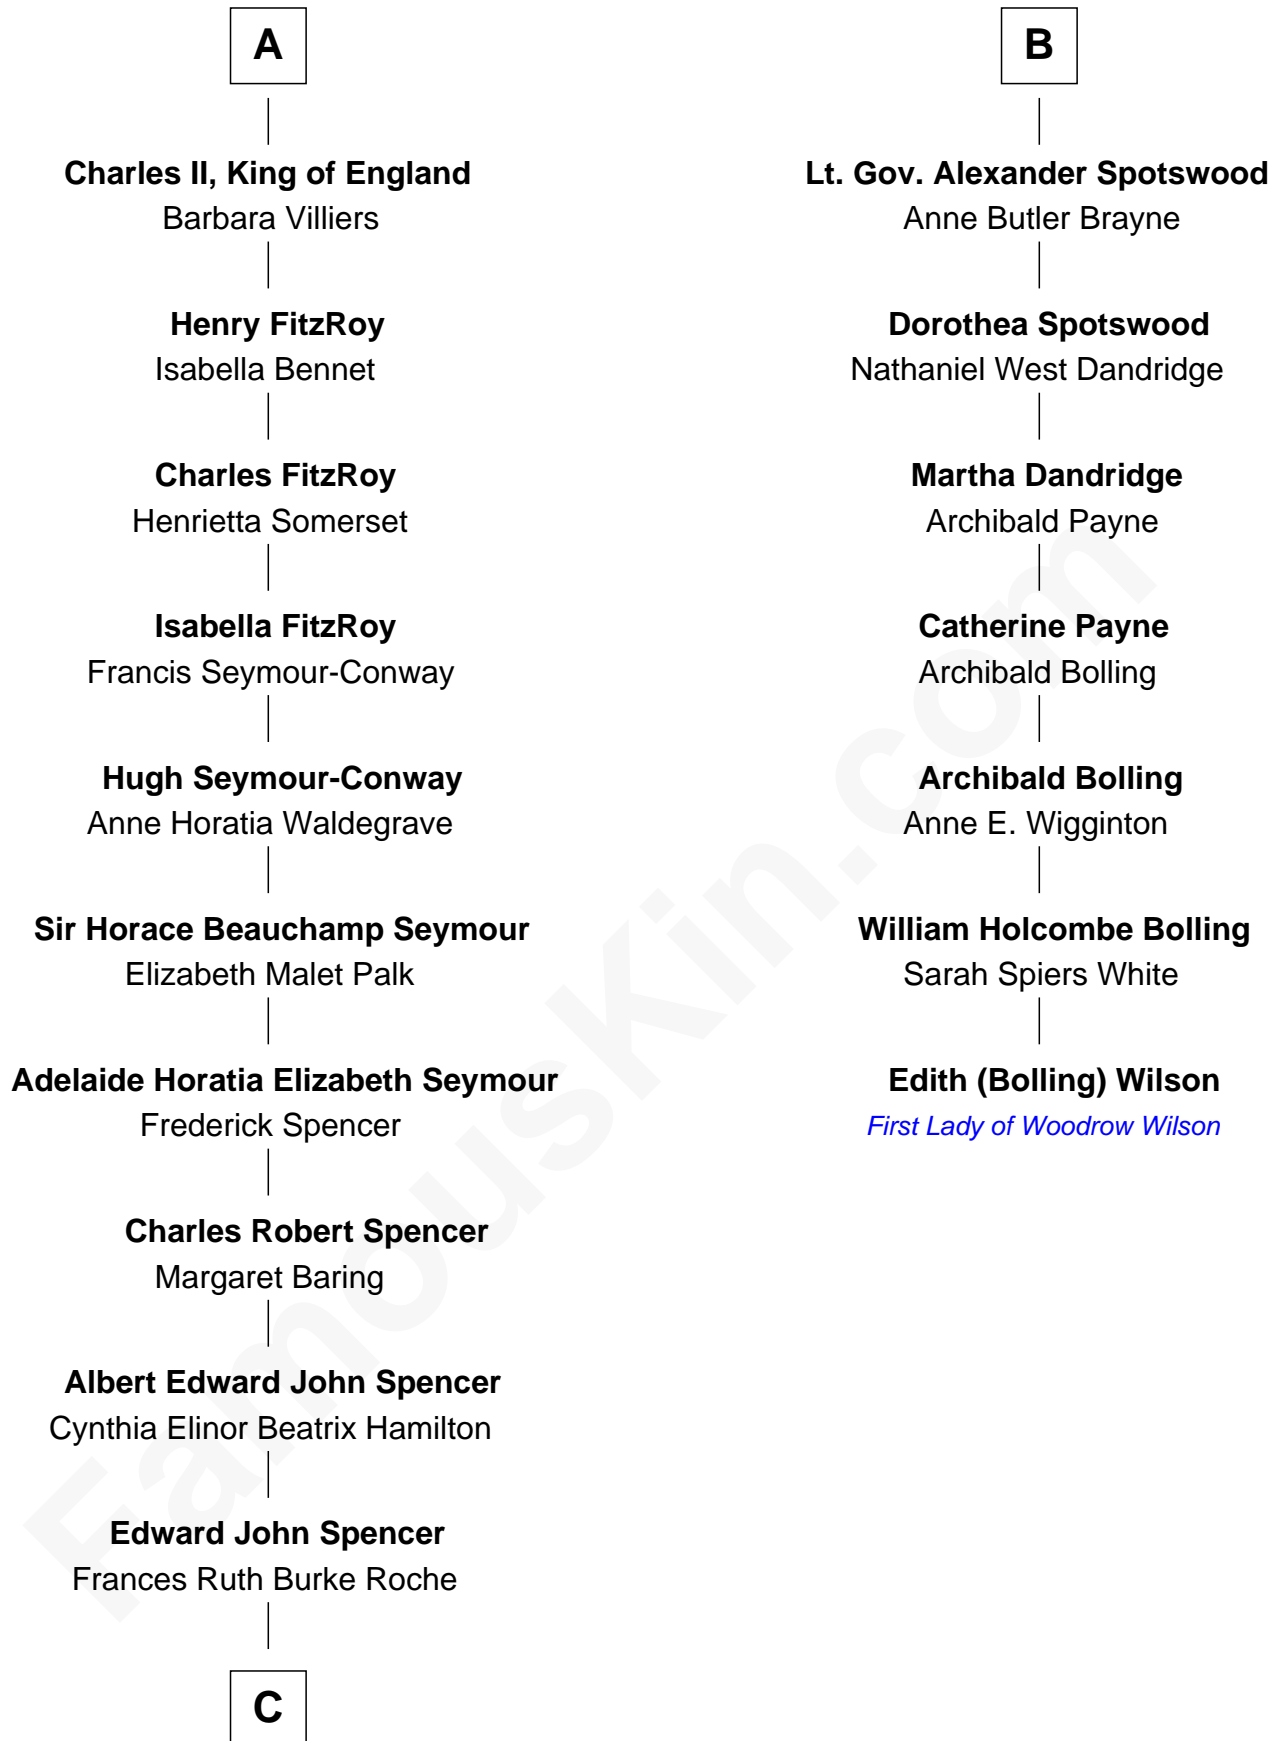 A
Charles II, King of England
Barbara Villiers
Henry FitzRoy
Isabella Bennet
Charles FitzRoy
Henrietta Somerset
Isabella FitzRoy
Francis Seymour-Conway
Hugh Seymour-Conway
Anne Horatia Waldegrave
Sir Horace Beauchamp Seymour
Elizabeth Malet Palk
Adelaide Horatia Elizabeth Seymour
Frederick Spencer
Charles Robert Spencer
Margaret Baring
Albert Edward John Spencer
Cynthia Elinor Beatrix Hamilton
Edward John Spencer
Frances Ruth Burke Roche
C
B
Lt. Gov. Alexander Spotswood
Anne Butler Brayne
Dorothea Spotswood
Nathaniel West Dandridge
Martha Dandridge
Archibald Payne
Catherine Payne
Archibald Bolling
Archibald Bolling
Anne E. Wigginton
William Holcombe Bolling
Sarah Spiers White
Edith (Bolling) Wilson
First Lady of Woodrow Wilson
FamousKin.com